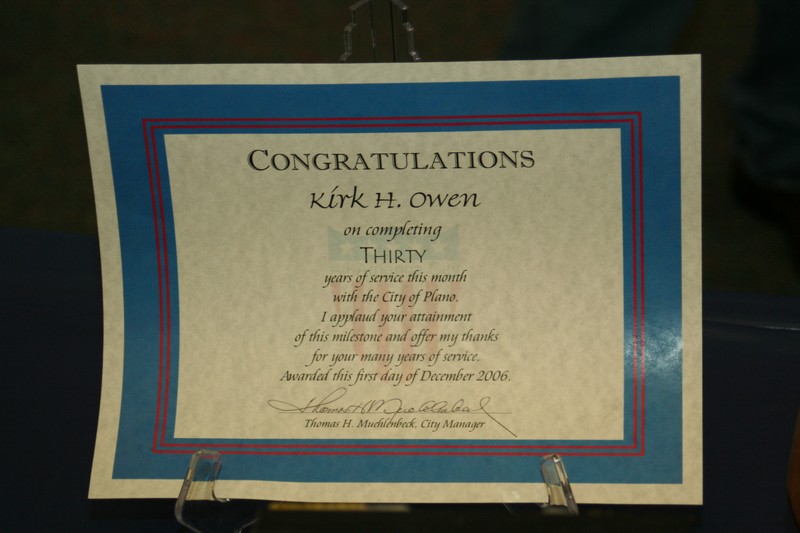 CONGRATULATIONS
Kirk H. Owen
on completing
THIRTY
years of service this month
with the City of Plano.
I applaud your attainment
of this milestone and offer my thanks
for your many years of service.
Awarded this first day of December 2006.
Thomas H. Muehlenbeck
Thomas H. Muehlenbeck, City Manager